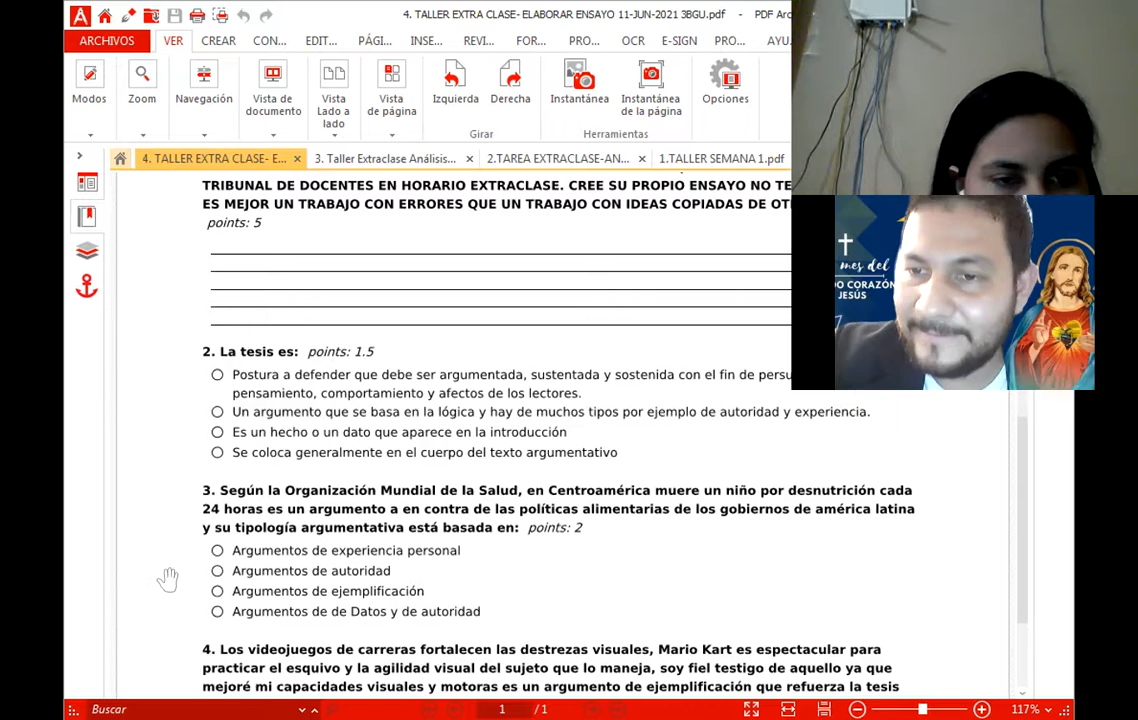 4. TALLER EXTRA CLASE- ELABORAR ENSAYO 11-JUN-2021 3BGU.pdf - PDF Arc
ARCHIVOS VER CREAR CON... EDIT... PÁGI... INSE... REVI... FOR... PRO... OCR E-SIGN PRO... AYU
Modos Zoom Navegación Vista de documento Vista Lado a lado Vista de página Izquierda Derecha Instantánea Instantánea de la página Opciones
Girar Herramientas
4. TALLER EXTRA CLASE- E... × 3. Taller Extraclase Análisis... × 2.TAREA EXTRACLASE-AN... × 1.TALLER SEMANA 1.pdf
TRIBUNAL DE DOCENTES EN HORARIO EXTRACLASE. CREE SU PROPIO ENSAYO NO TE
ES MEJOR UN TRABAJO CON ERRORES QUE UN TRABAJO CON IDEAS COPIADAS DE OT
points: 5
mes del
DO CORAZÓN
JESÚS
2. La tesis es: points: 1.5
Postura a defender que debe ser argumentada, sustentada y sostenida con el fin de persu
pensamiento, comportamiento y afectos de los lectores.
Un argumento que se basa en la lógica y hay de muchos tipos por ejemplo de autoridad y experiencia.
Es un hecho o un dato que aparece en la introducción
Se coloca generalmente en el cuerpo del texto argumentativo
3. Según la Organización Mundial de la Salud, en Centroamérica muere un niño por desnutrición cada
24 horas es un argumento a en contra de las políticas alimentarias de los gobiernos de américa latina
y su tipología argumentativa está basada en: points: 2
Argumentos de experiencia personal
Argumentos de autoridad
Argumentos de ejemplificación
Argumentos de de Datos y de autoridad
4. Los videojuegos de carreras fortalecen las destrezas visuales, Mario Kart es espectacular para
practicar el esquivo y la agilidad visual del sujeto que lo maneja, soy fiel testigo de aquello ya que
mejoré mi capacidades visuales y motoras es un argumento de ejemplificación que refuerza la tesis
Buscar 1 / 1 117%